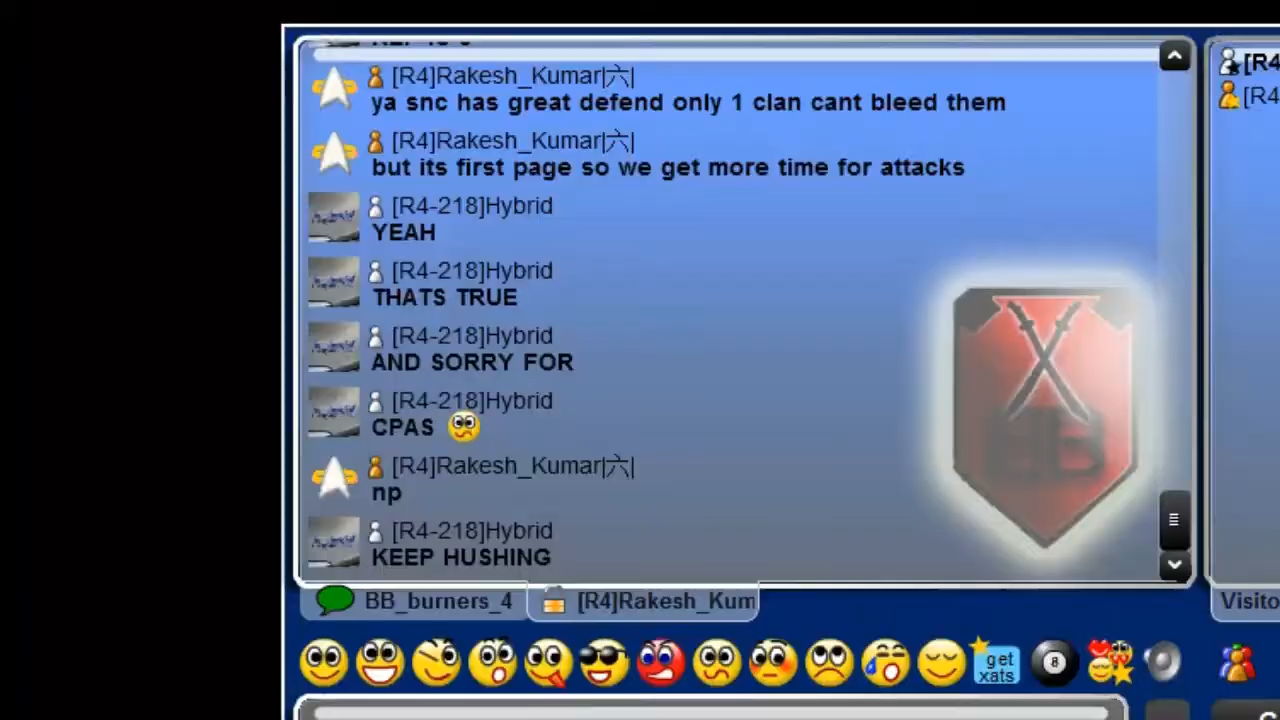 [R4]Rakesh_Kumar|六|
ya snc has great defend only 1 clan cant bleed them
[R4]Rakesh_Kumar|六|
but its first page so we get more time for attacks
[R4-218]Hybrid
YEAH
[R4-218]Hybrid
THATS TRUE
[R4-218]Hybrid
AND SORRY FOR
[R4-218]Hybrid
CPAS
[R4]Rakesh_Kumar|六|
np
[R4-218]Hybrid
KEEP HUSHING
[R4
[R4
BB_burners_4
[R4]Rakesh_Kum
Visito
get
xats
8